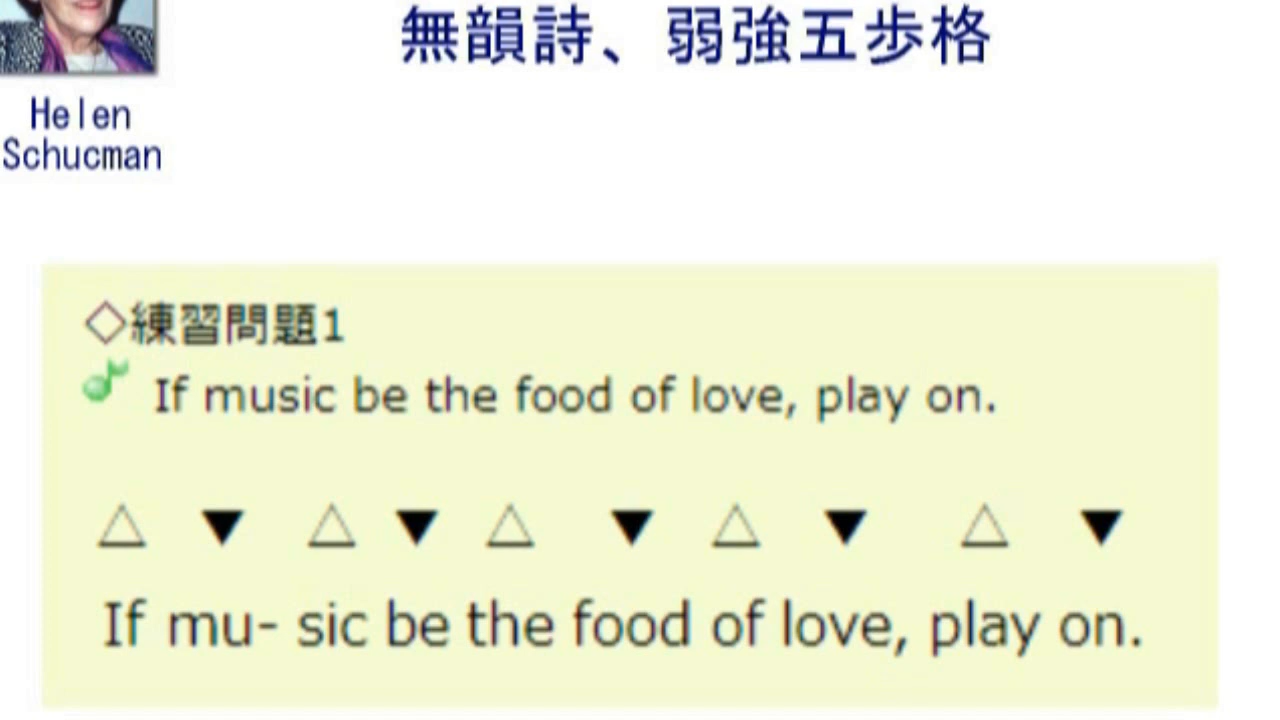 無韻詩、弱強五歩格
Helen
Schucman
◇練習問題1
If music be the food of love, play on.
△ ▼ △ ▼ △ ▼ △ ▼ △ ▼
If mu- sic be the food of love, play on.